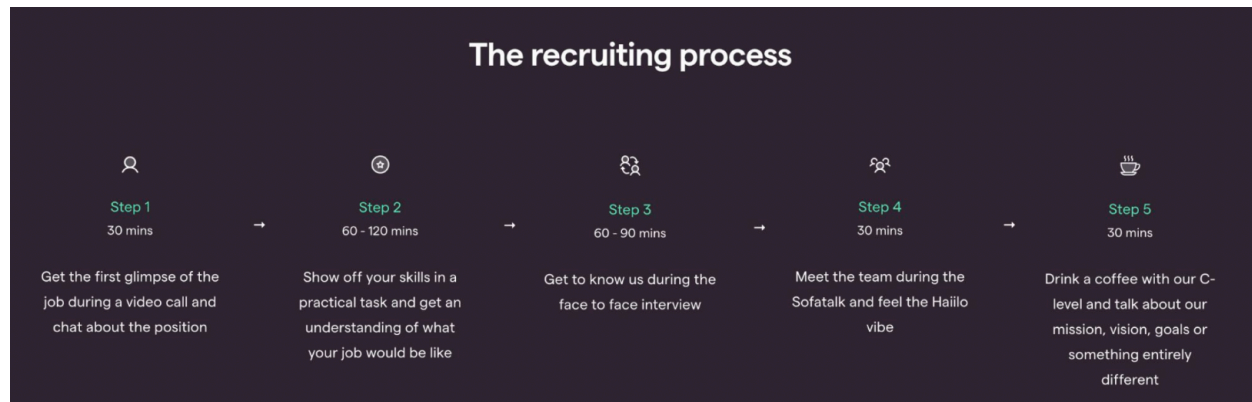 The recruiting process
Step 1
30 mins
Get the first glimpse of the
job during a video call and
chat about the position
→
Step 2
60 - 120 mins
Show off your skills in a
practical task and get an
understanding of what
your job would be like
→
Step 3
60 - 90 mins
Get to know us during the
face to face interview
→
Step 4
30 mins
Meet the team during the
Sofatalk and feel the Haiilo
vibe
→
Step 5
30 mins
Drink a coffee with our C-
level and talk about our
mission, vision, goals or
something entirely
different